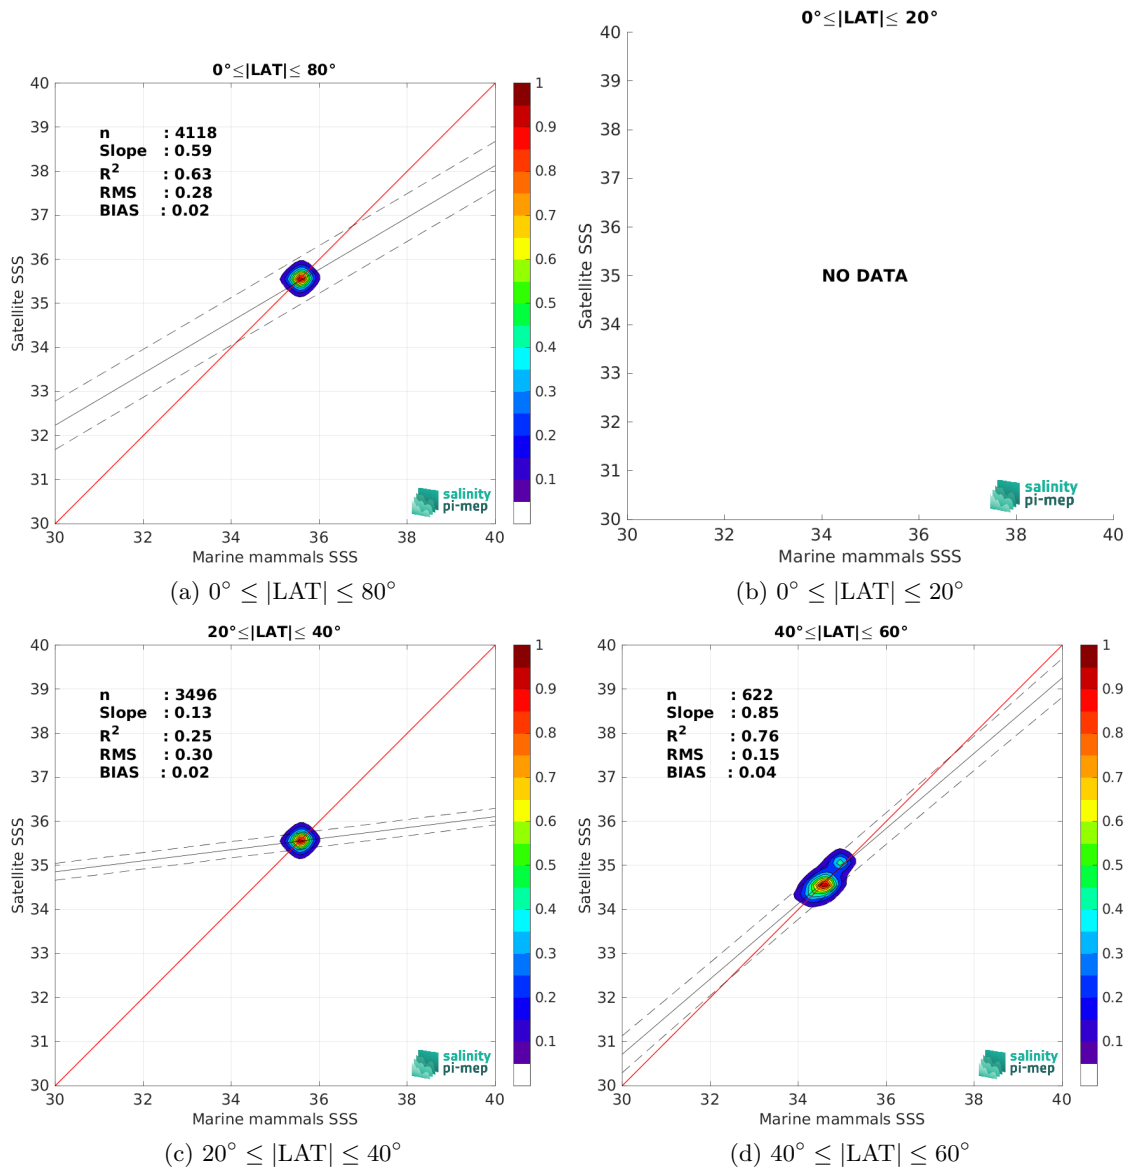 0°≤|LAT|≤ 80°
40
39
38
37
36
35
34
33
32
31
30
30 32 34 36 38 40
Satellite SSS
Marine mammals SSS
n : 4118
Slope : 0.59
R² : 0.63
RMS : 0.28
BIAS : 0.02
1
0.9
0.8
0.7
0.6
0.5
0.4
0.3
0.2
0.1
salinity
pi-mep
(a) 0° ≤ |LAT| ≤ 80°
0°≤|LAT|≤ 20°
40
39
38
37
36
35
34
33
32
31
30
30 32 34 36 38 40
Satellite SSS
Marine mammals SSS
NO DATA
salinity
pi-mep
(b) 0° ≤ |LAT| ≤ 20°
20°≤|LAT|≤ 40°
40
39
38
37
36
35
34
33
32
31
30
30 32 34 36 38 40
Satellite SSS
Marine mammals SSS
n : 3496
Slope : 0.13
R² : 0.25
RMS : 0.30
BIAS : 0.02
1
0.9
0.8
0.7
0.6
0.5
0.4
0.3
0.2
0.1
salinity
pi-mep
(c) 20° ≤ |LAT| ≤ 40°
40°≤|LAT|≤ 60°
40
39
38
37
36
35
34
33
32
31
30
30 32 34 36 38 40
Satellite SSS
Marine mammals SSS
n : 622
Slope : 0.85
R² : 0.76
RMS : 0.15
BIAS : 0.04
1
0.9
0.8
0.7
0.6
0.5
0.4
0.3
0.2
0.1
salinity
pi-mep
(d) 40° ≤ |LAT| ≤ 60°